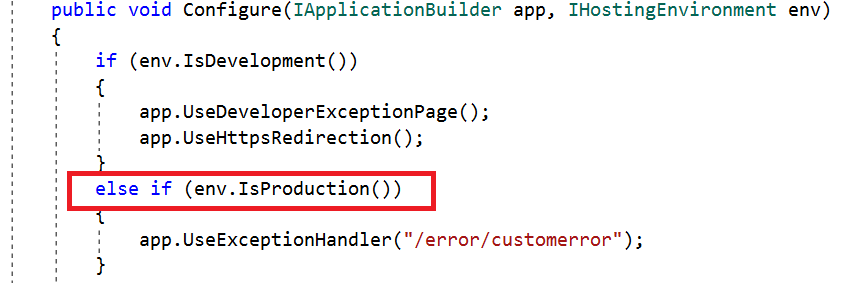 public void Configure(IApplicationBuilder app, IHostingEnvironment env)
{
if (env.IsDevelopment())
{
app.UseDeveloperExceptionPage();
app.UseHttpsRedirection();
}
else if (env.IsProduction())
{
app.UseExceptionHandler("/error/customerror");
}